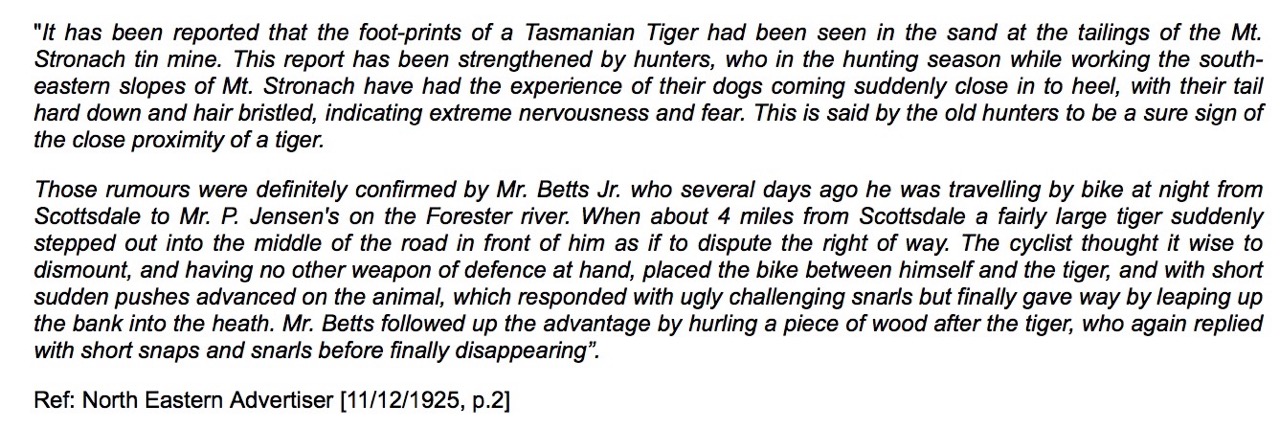 "It has been reported that the foot-prints of a Tasmanian Tiger had been seen in the sand at the tailings of the Mt.
Stronach tin mine. This report has been strengthened by hunters, who in the hunting season while working the south-
eastern slopes of Mt. Stronach have had the experience of their dogs coming suddenly close in to heel, with their tail
hard down and hair bristled, indicating extreme nervousness and fear. This is said by the old hunters to be a sure sign of
the close proximity of a tiger.
Those rumours were definitely confirmed by Mr. Betts Jr. who several days ago he was travelling by bike at night from
Scottsdale to Mr. P. Jensen's on the Forester river. When about 4 miles from Scottsdale a fairly large tiger suddenly
stepped out into the middle of the road in front of him as if to dispute the right of way. The cyclist thought it wise to
dismount, and having no other weapon of defence at hand, placed the bike between himself and the tiger, and with short
sudden pushes advanced on the animal, which responded with ugly challenging snarls but finally gave way by leaping up
the bank into the heath. Mr. Betts followed up the advantage by hurling a piece of wood after the tiger, who again replied
with short snaps and snarls before finally disappearing”.
Ref: North Eastern Advertiser [11/12/1925, p.2]